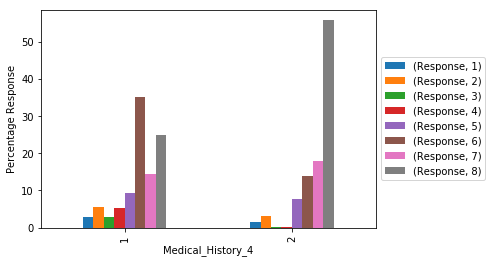 50
40
30
20
10
0
Percentage Response
1
2
Medical_History_4
(Response, 1)
(Response, 2)
(Response, 3)
(Response, 4)
(Response, 5)
(Response, 6)
(Response, 7)
(Response, 8)